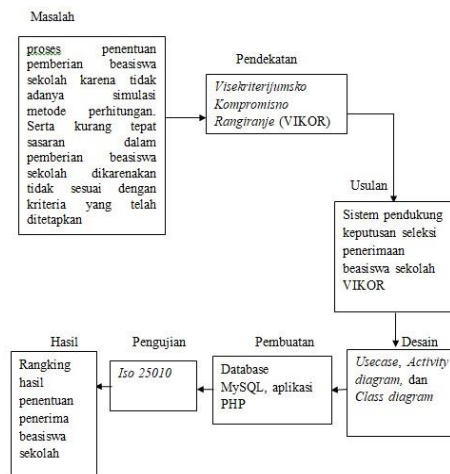 Masalah
proses penentuan
pemberian beasiswa
sekolah karena tidak
adanya simulasi
metode perhitungan.
Serta kurang tepat
sasaran dalam
pemberian beasiswa
sekolah dikarenakan
tidak sesuai dengan
kriteria yang telah
ditetapkan
Pendekatan
Visekriterijumsko
Kompromisno
Rangiranje (VIKOR)
Usulan
Sistem pendukung
keputusan seleksi
penerimaan
beasiswa sekolah
VIKOR
Desain
Usecase, Activity
diagram, dan
Class diagram
Pembuatan
Database
MySQL, aplikasi
PHP
Pengujian
Iso 25010
Hasil
Rangking
hasil
penentuan
penerima
beasiswa
sekolah